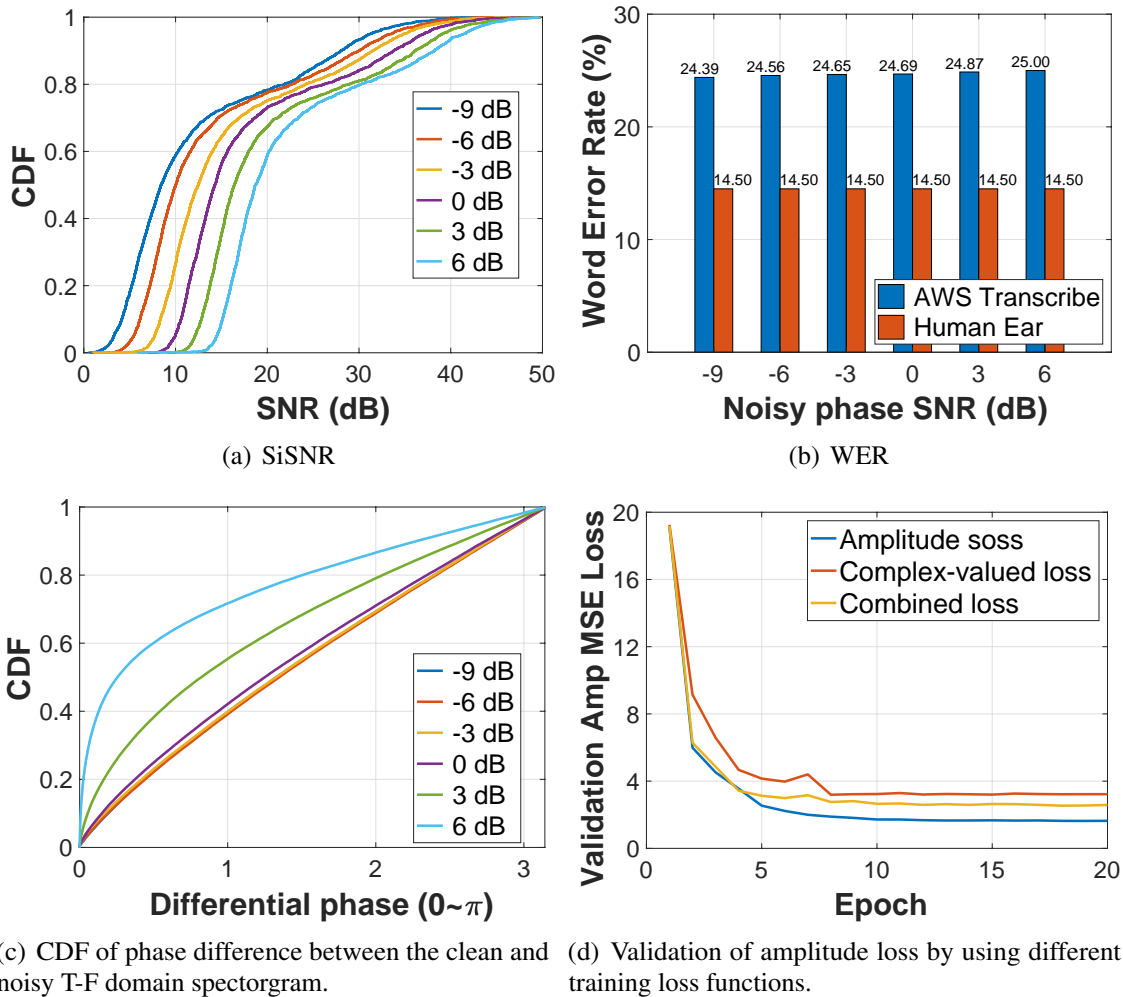 1
0.8
0.6
0.4
0.2
0
CDF
0 10 20 30 40 50
SNR (dB)
-9 dB
-6 dB
-3 dB
0 dB
3 dB
6 dB
(a) SiSNR
30
20
10
0
Word Error Rate (%)
24.39 24.56 24.65 24.69 24.87 25.00
14.50 14.50 14.50 14.50 14.50 14.50
AWS Transcribe
Human Ear
-9 -6 -3 0 3 6
Noisy phase SNR (dB)
(b) WER
1
0.8
0.6
0.4
0.2
0
CDF
0 1 2 3
Differential phase (0~π)
-9 dB
-6 dB
-3 dB
0 dB
3 dB
6 dB
(c) CDF of phase difference between the clean and
noisy T-F domain spectorgram.
20
16
12
8
4
0
Validation Amp MSE Loss
Amplitude soss
Complex-valued loss
Combined loss
0 5 10 15 20
Epoch
(d) Validation of amplitude loss by using different
training loss functions.